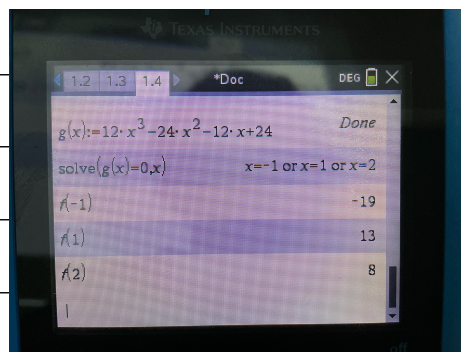 TEXAS INSTRUMENTS
1.2 1.3 1.4 *Doc DEG
g(x):=12·x³−24·x²−12·x+24 Done
solve(g(x)=0,x) x=-1 or x=1 or x=2
f(-1) -19
f(1) 13
f(2) 8
off